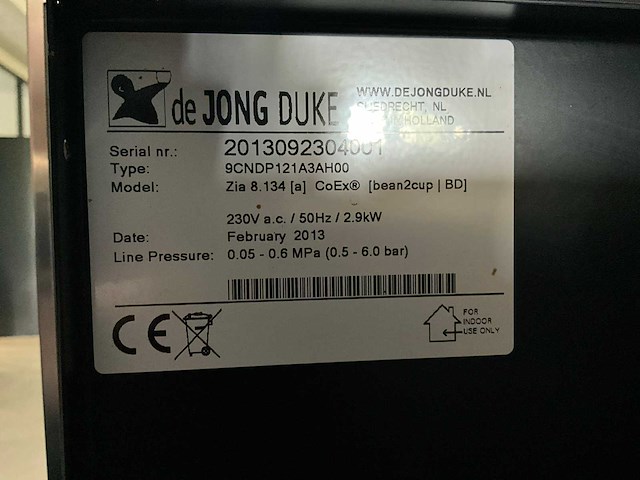 de JONG DUKE
WWW.DEJONGDUKE.NL
SLIEDRECHT, NL
HOLLAND
Serial nr.: 2013092304001
Type: 9CNDP121A3AH00
Model: Zia 8.134 [a] CoEx® [bean2cup | BD]
230V a.c. / 50Hz / 2.9kW
Date: February 2013
Line Pressure: 0.05 - 0.6 MPa (0.5 - 6.0 bar)
CE
FOR
INDOOR
USE ONLY